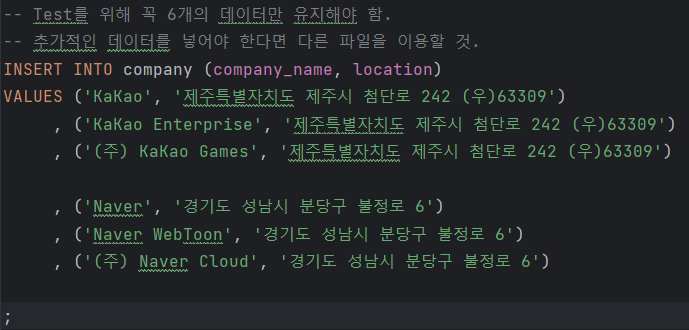 -- Test를 위해 꼭 6개의 데이터만 유지해야 함.
-- 추가적인 데이터를 넣어야 한다면 다른 파일을 이용할 것.
INSERT INTO company (company_name, location)
VALUES ('KaKao', '제주특별자치도 제주시 첨단로 242 (우)63309')
, ('KaKao Enterprise', '제주특별자치도 제주시 첨단로 242 (우)63309')
, ('(주) KaKao Games', '제주특별자치도 제주시 첨단로 242 (우)63309')
, ('Naver', '경기도 성남시 분당구 불정로 6')
, ('Naver WebToon', '경기도 성남시 분당구 불정로 6')
, ('(주) Naver Cloud', '경기도 성남시 분당구 불정로 6')
;